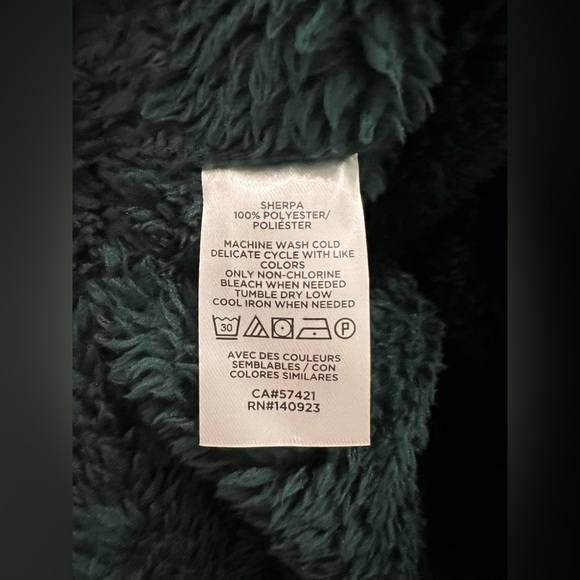 SHERPA
100% POLYESTER/
POLIÉSTER
MACHINE WASH COLD
DELICATE CYCLE WITH LIKE
COLORS
ONLY NON-CHLORINE
BLEACH WHEN NEEDED
TUMBLE DRY LOW
COOL IRON WHEN NEEDED
30 P
AVEC DES COULEURS
SEMBLABLES / CON
COLORES SIMILARES
CA#57421
RN#140923